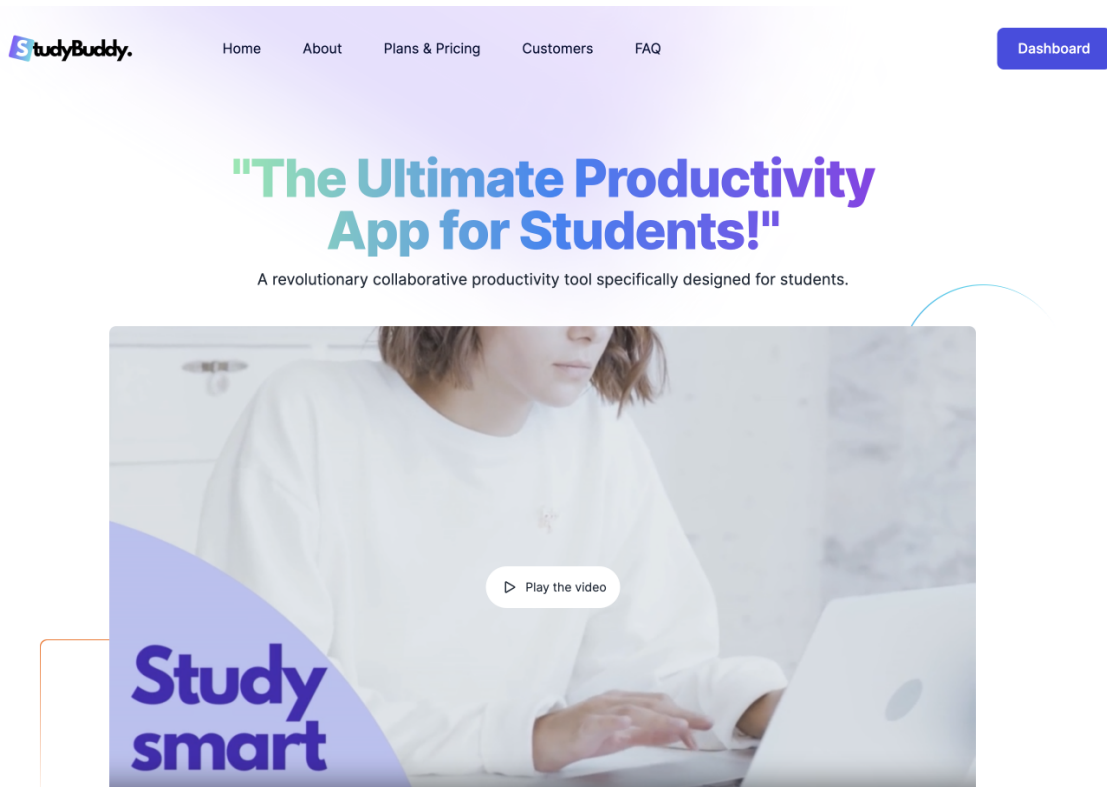 StudyBuddy.
Home About Plans & Pricing Customers FAQ
Dashboard
"The Ultimate Productivity
App for Students!"
A revolutionary collaborative productivity tool specifically designed for students.
Play the video
Study
smart